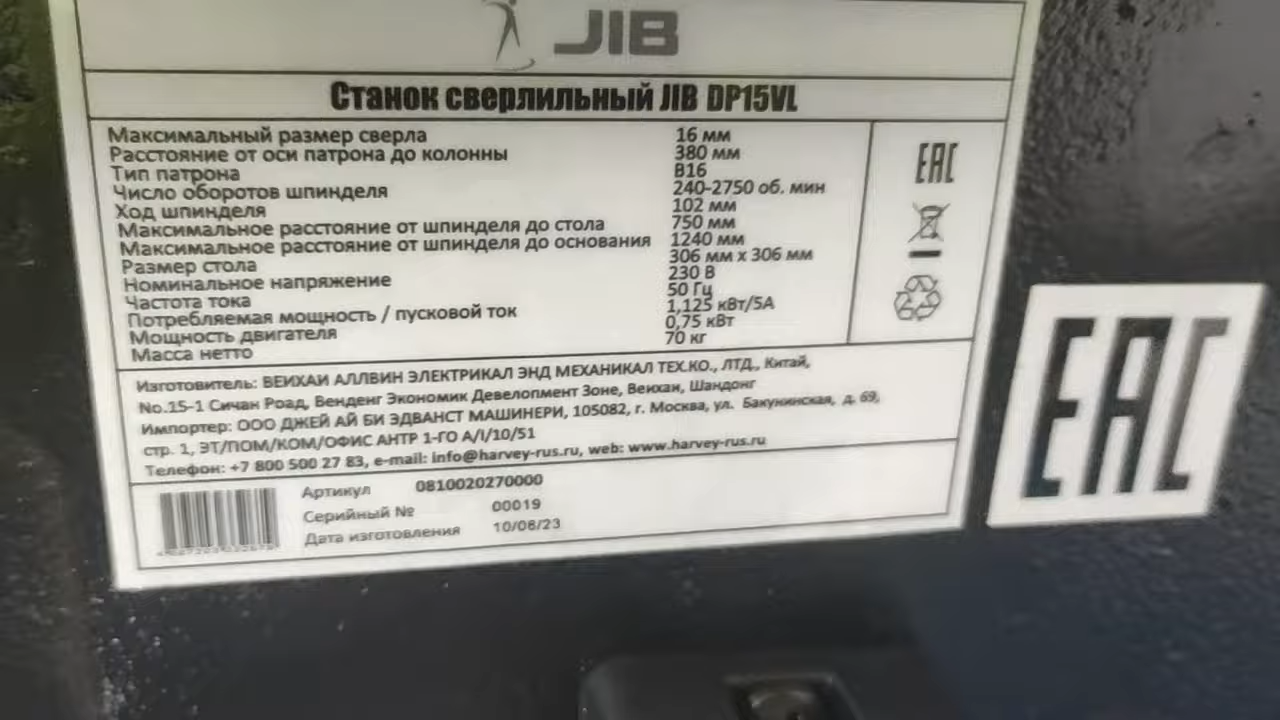 JIB
Станок сверлильный JIB DP15VL
Максимальный размер сверла 16 мм
Расстояние от оси патрона до колонны 380 мм
Тип патрона B16
Число оборотов шпинделя 240-2750 об. мин
Ход шпинделя 102 мм
Максимальное расстояние от шпинделя до стола 750 мм
Максимальное расстояние от шпинделя до основания 1240 мм
Размер стола 306 мм x 306 мм
Номинальное напряжение 230 В
Частота тока 50 Гц
Потребляемая мощность / пусковой ток 1,125 кВт/5А
Мощность двигателя 0,75 кВт
Масса нетто 70 кг
EAC
Изготовитель: ВЕИХАИ АЛЛВИН ЭЛЕКТРИКАЛ ЭНД МЕХАНИКАЛ ТЕХ.КО., ЛТД., Китай,
No.15-1 Сичан Роад, Венденг Экономик Девелопмент Зоне, Веихаи, Шандонг
Импортер: ООО ДЖЕЙ АЙ БИ ЭДВАНСТ МАШИНЕРИ, 105082, г. Москва, ул. Бакунинская, д. 69,
стр. 1, ЭТ/ПОМ/КОМ/ОФИС АНТР 1-ГО А/I/10/51
Телефон: +7 800 500 27 83, e-mail: info@harvey-rus.ru, web: www.harvey-rus.ru
Артикул 0810020270000
Серийный № 00019
Дата изготовления 10/08/23
EAC